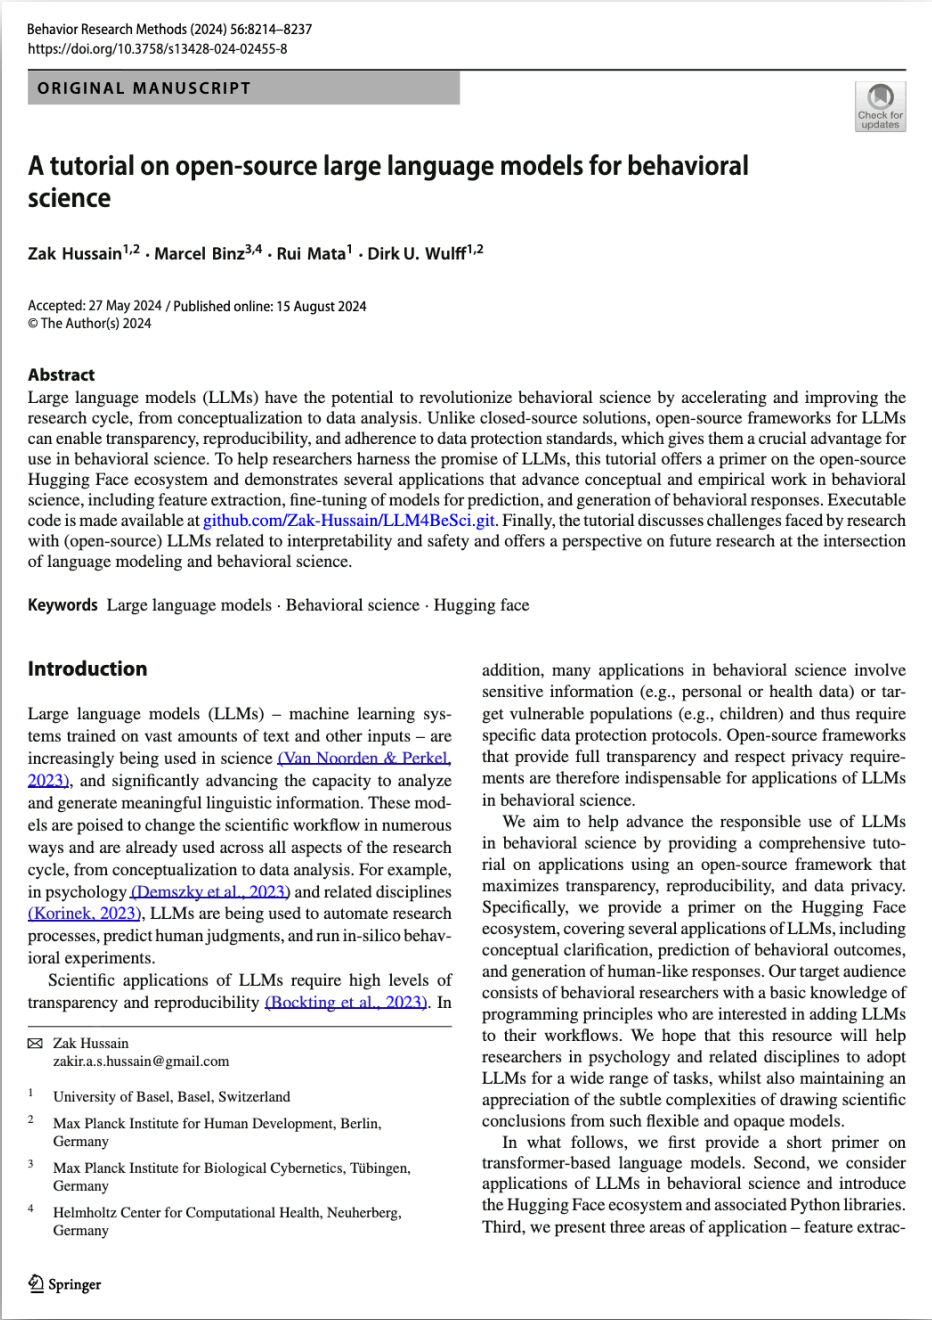 Behavior Research Methods (2024) 56:8214–8237
https://doi.org/10.3758/s13428-024-02455-8
ORIGINAL MANUSCRIPT
Check for
updates
A tutorial on open-source large language models for behavioral
science
Zak Hussain1,2 · Marcel Binz3,4 · Rui Mata1 · Dirk U. Wulff1,2
Accepted: 27 May 2024 / Published online: 15 August 2024
© The Author(s) 2024
Abstract
Large language models (LLMs) have the potential to revolutionize behavioral science by accelerating and improving the
research cycle, from conceptualization to data analysis. Unlike closed-source solutions, open-source frameworks for LLMs
can enable transparency, reproducibility, and adherence to data protection standards, which gives them a crucial advantage for
use in behavioral science. To help researchers harness the promise of LLMs, this tutorial offers a primer on the open-source
Hugging Face ecosystem and demonstrates several applications that advance conceptual and empirical work in behavioral
science, including feature extraction, fine-tuning of models for prediction, and generation of behavioral responses. Executable
code is made available at github.com/Zak-Hussain/LLM4BeSci.git. Finally, the tutorial discusses challenges faced by research
with (open-source) LLMs related to interpretability and safety and offers a perspective on future research at the intersection
of language modeling and behavioral science.
Keywords Large language models · Behavioral science · Hugging face
Introduction
Large language models (LLMs) – machine learning sys-
tems trained on vast amounts of text and other inputs – are
increasingly being used in science (Van Noorden & Perkel,
2023), and significantly advancing the capacity to analyze
and generate meaningful linguistic information. These mod-
els are poised to change the scientific workflow in numerous
ways and are already used across all aspects of the research
cycle, from conceptualization to data analysis. For example,
in psychology (Demszky et al., 2023) and related disciplines
(Korinek, 2023), LLMs are being used to automate research
processes, predict human judgments, and run in-silico behav-
ioral experiments.
Scientific applications of LLMs require high levels of
transparency and reproducibility (Bockting et al., 2023). In
Zak Hussain
zakir.a.s.hussain@gmail.com
1 University of Basel, Basel, Switzerland
2 Max Planck Institute for Human Development, Berlin,
Germany
3 Max Planck Institute for Biological Cybernetics, Tübingen,
Germany
4 Helmholtz Center for Computational Health, Neuherberg,
Germany
addition, many applications in behavioral science involve
sensitive information (e.g., personal or health data) or tar-
get vulnerable populations (e.g., children) and thus require
specific data protection protocols. Open-source frameworks
that provide full transparency and respect privacy require-
ments are therefore indispensable for applications of LLMs
in behavioral science.
We aim to help advance the responsible use of LLMs
in behavioral science by providing a comprehensive tuto-
rial on applications using an open-source framework that
maximizes transparency, reproducibility, and data privacy.
Specifically, we provide a primer on the Hugging Face
ecosystem, covering several applications of LLMs, including
conceptual clarification, prediction of behavioral outcomes,
and generation of human-like responses. Our target audience
consists of behavioral researchers with a basic knowledge of
programming principles who are interested in adding LLMs
to their workflows. We hope that this resource will help
researchers in psychology and related disciplines to adopt
LLMs for a wide range of tasks, whilst also maintaining an
appreciation of the subtle complexities of drawing scientific
conclusions from such flexible and opaque models.
In what follows, we first provide a short primer on
transformer-based language models. Second, we consider
applications of LLMs in behavioral science and introduce
the Hugging Face ecosystem and associated Python libraries.
Third, we present three areas of application – feature extrac-
Springer